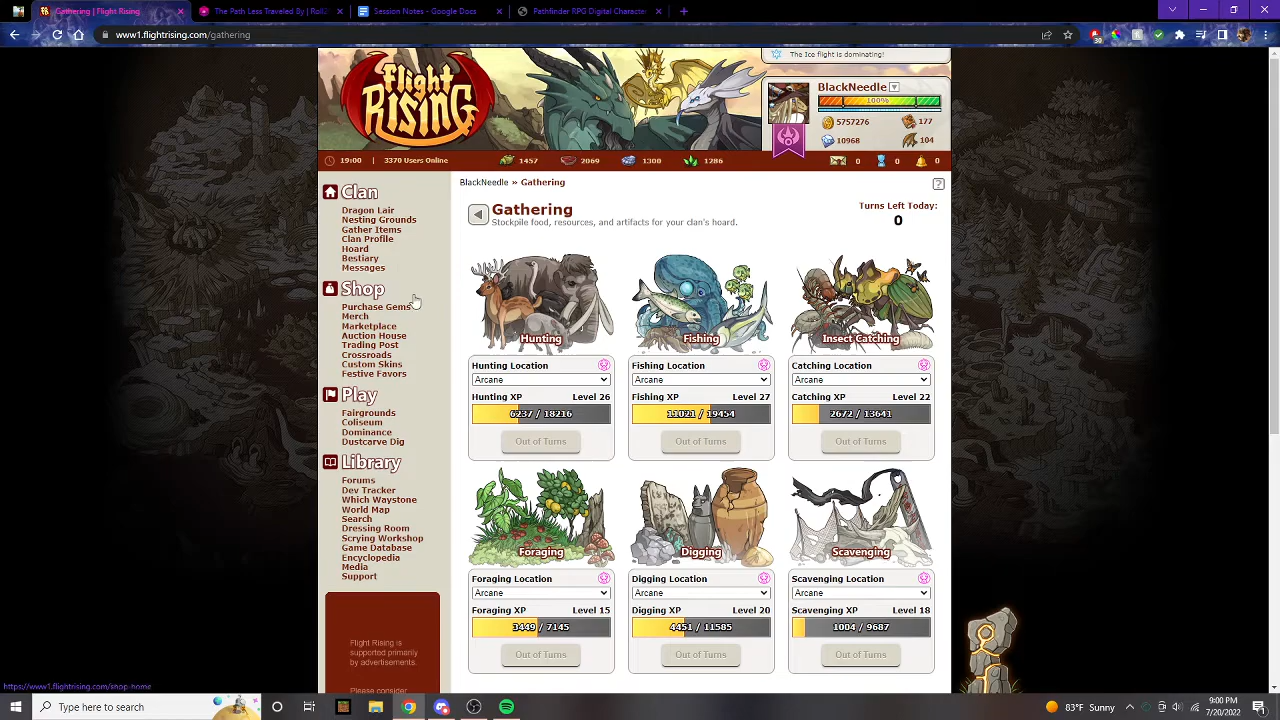 Gathering | Flight Rising
The Path Less Traveled By | Roll2
Session Notes - Google Docs
Pathfinder RPG Digital Character
www1.flightrising.com/gathering
Flight
RISING
The Ice flight is dominating!
BlackNeedle
100%
5757276
177
10968
104
19:00 | 3370 Users Online
1457
2069
1300
1286
0
0
0
Clan
Dragon Lair
Nesting Grounds
Gather Items
Clan Profile
Hoard
Bestiary
Messages
Shop
Purchase Gems
Merch
Marketplace
Auction House
Trading Post
Crossroads
Custom Skins
Festive Favors
Play
Fairgrounds
Coliseum
Dominance
Dustcarve Dig
Library
Forums
Dev Tracker
Which Waystone
World Map
Search
Dressing Room
Scrying Workshop
Game Database
Encyclopedia
Media
Support
Flight Rising is
supported primarily
by advertisements.
Please consider
BlackNeedle » Gathering
?
Gathering
Stockpile food, resources, and artifacts for your clan's hoard.
Turns Left Today:
0
Hunting
Hunting Location
Arcane
Hunting XP Level 26
6237 / 18216
Out of Turns
Fishing
Fishing Location
Arcane
Fishing XP Level 27
11021 / 19454
Out of Turns
Insect Catching
Catching Location
Arcane
Catching XP Level 22
2672 / 13641
Out of Turns
Foraging
Foraging Location
Arcane
Foraging XP Level 15
3449 / 7145
Out of Turns
Digging
Digging Location
Arcane
Digging XP Level 20
4451 / 11585
Out of Turns
Scavenging
Scavenging Location
Arcane
Scavenging XP Level 18
1004 / 9687
Out of Turns
https://www1.flightrising.com/shop-home
Type here to search
83°F Sunny
9:00 PM
7/20/2022